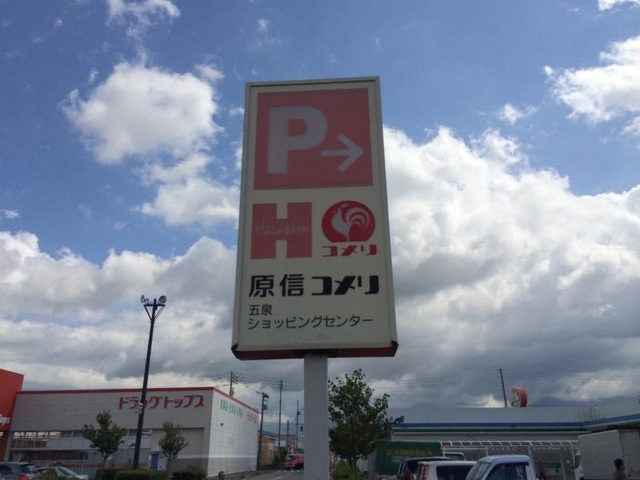 P→
H
Harashin
コメリ
原信 コメリ
五泉
ショッピングセンター
ドラッグトップス